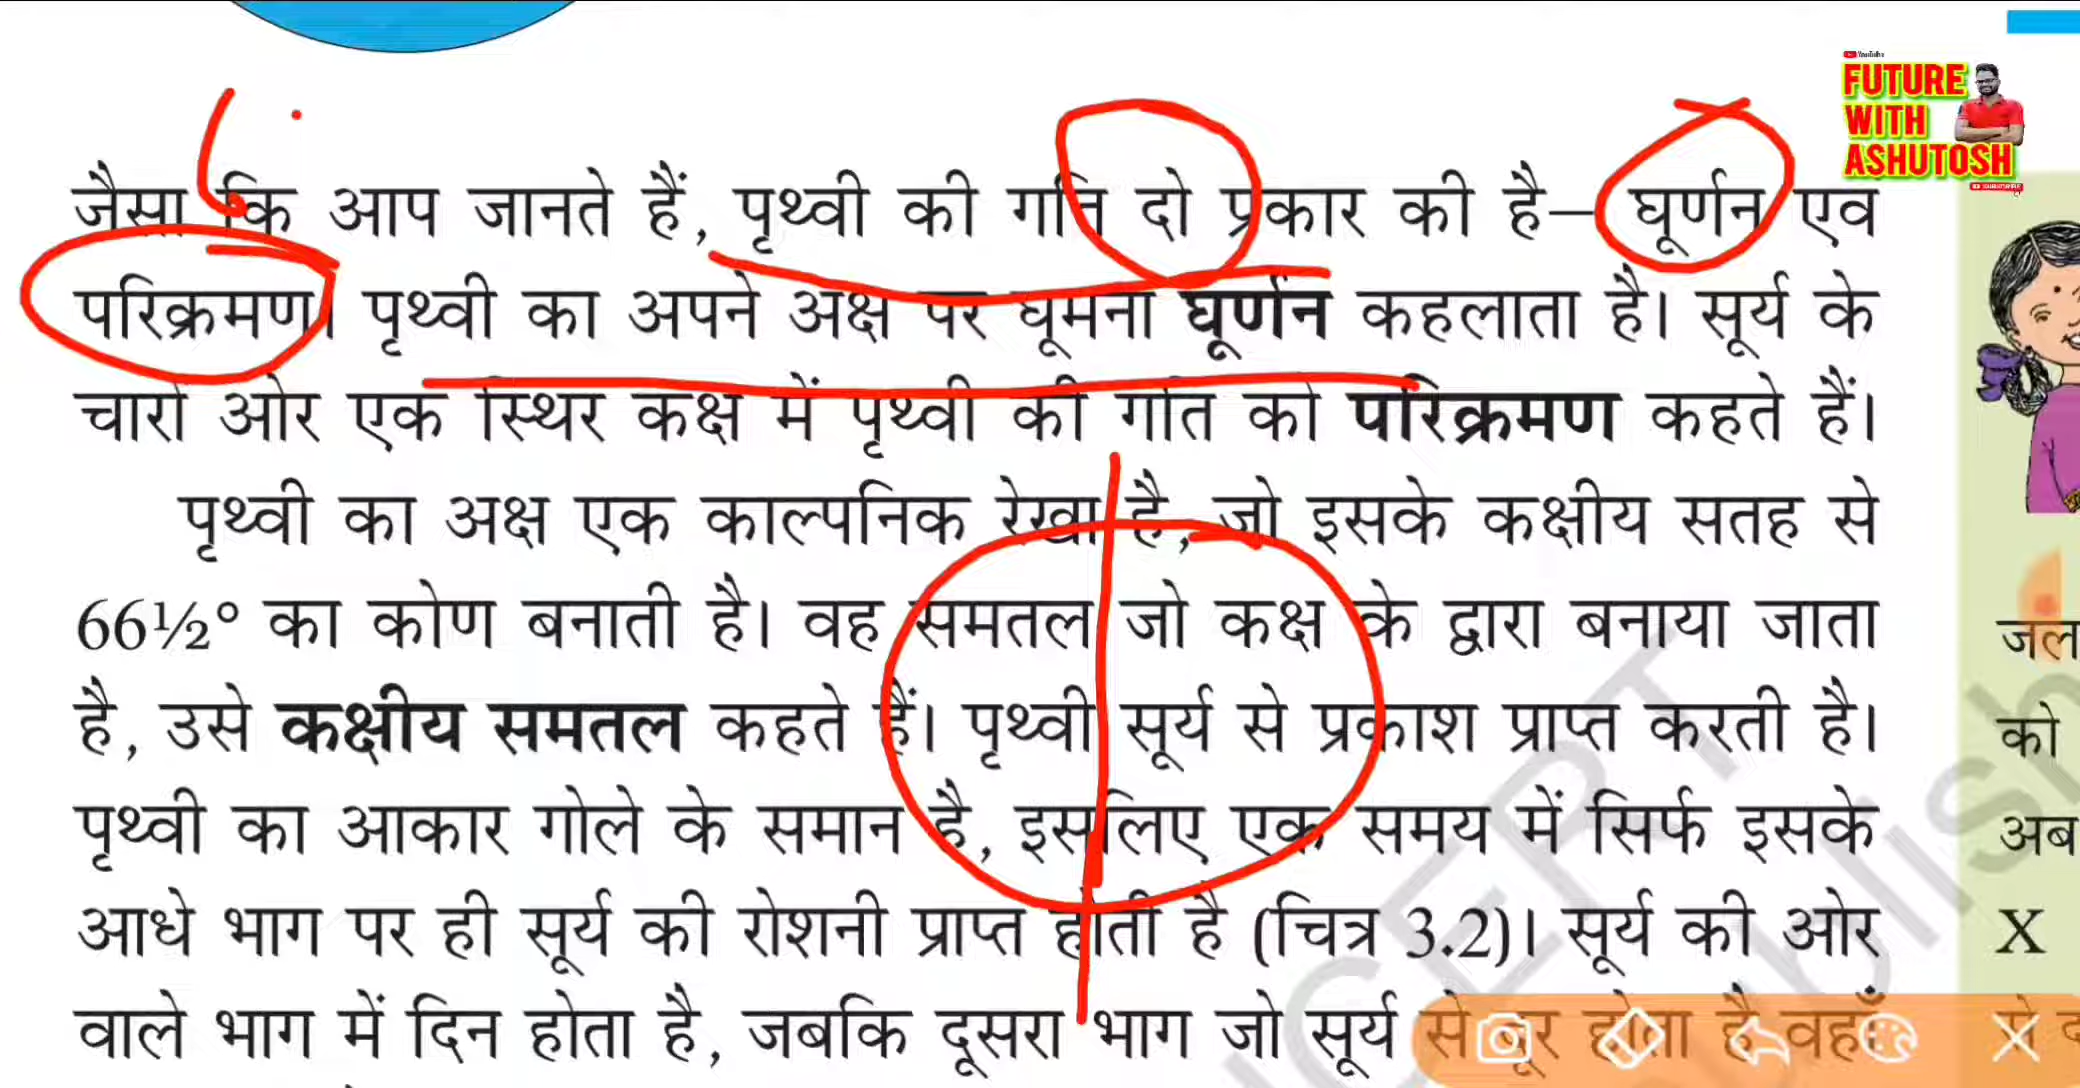 FUTURE
WITH
ASHUTOSH
जैसा कि आप जानते हैं, पृथ्वी की गति दो प्रकार की है– घूर्णन एव
परिक्रमण। पृथ्वी का अपने अक्ष पर घूमना घूर्णन कहलाता है। सूर्य के
चारों ओर एक स्थिर कक्ष में पृथ्वी की गति को परिक्रमण कहते हैं।
पृथ्वी का अक्ष एक काल्पनिक रेखा है, जो इसके कक्षीय सतह से
66½° का कोण बनाती है। वह समतल जो कक्ष के द्वारा बनाया जाता
है, उसे कक्षीय समतल कहते हैं। पृथ्वी सूर्य से प्रकाश प्राप्त करती है।
पृथ्वी का आकार गोले के समान है, इसलिए एक समय में सिर्फ इसके
आधे भाग पर ही सूर्य की रोशनी प्राप्त होती है (चित्र 3.2)। सूर्य की ओर
वाले भाग में दिन होता है, जबकि दूसरा भाग जो सूर्य से दूर होता है वहाँ
जल
को
अब
X
NCERT